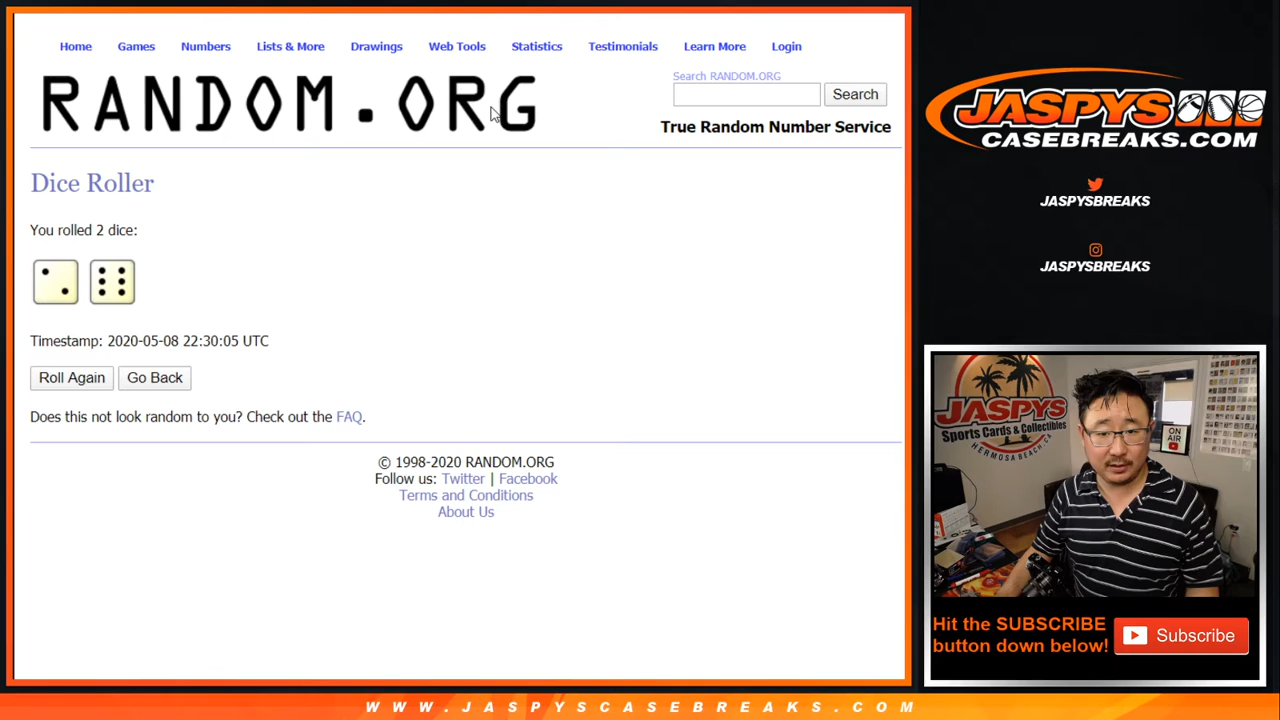 Home Games Numbers Lists & More Drawings Web Tools Statistics Testimonials Learn More Login
RANDOM.ORG
Search RANDOM.ORG
Search
True Random Number Service
Dice Roller
You rolled 2 dice:
Timestamp: 2020-05-08 22:30:05 UTC
Roll Again Go Back
Does this not look random to you? Check out the FAQ.
© 1998-2020 RANDOM.ORG
Follow us: Twitter | Facebook
Terms and Conditions
About Us
JASPYS
CASEBREAKS.COM
JASPYSBREAKS
JASPYSBREAKS
JASPYS
Sports Cards & Collectibles
HERMOSA BEACH, CA
ON
AIR
Hit the SUBSCRIBE
button down below!
Subscribe
WWW.JASPYSCASEBREAKS.COM